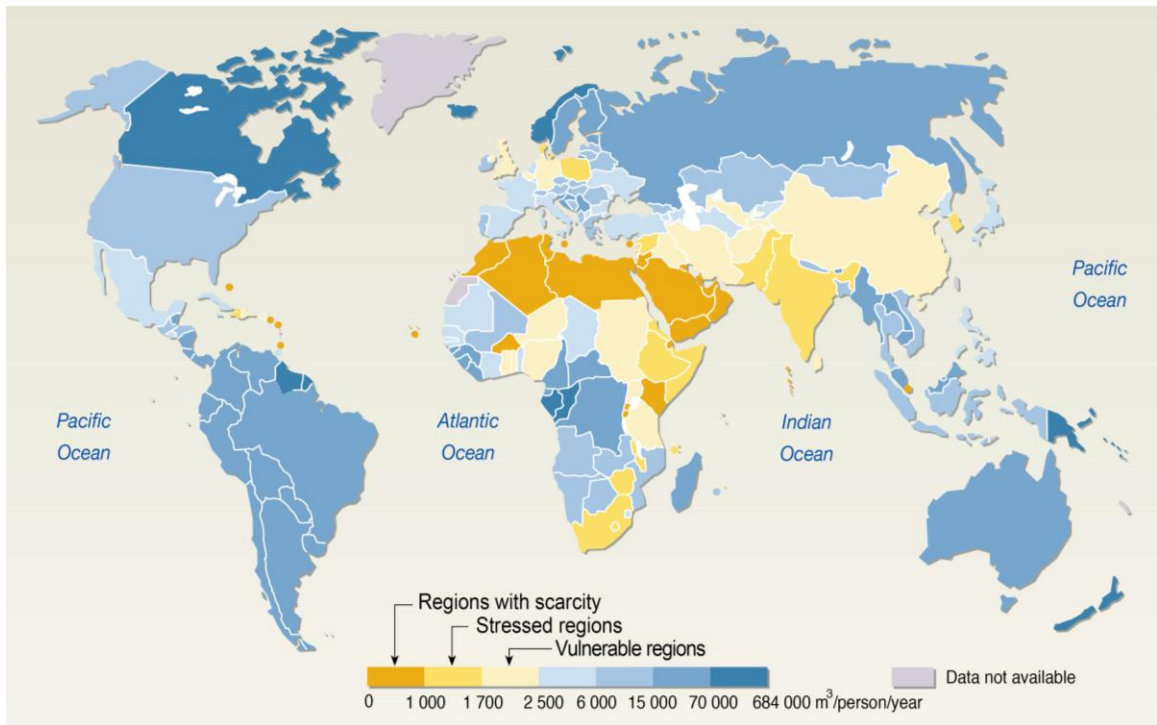 Pacific
Ocean
Pacific
Ocean
Atlantic
Ocean
Indian
Ocean
Regions with scarcity
Stressed regions
Vulnerable regions
0 1 000 1 700 2 500 6 000 15 000 70 000 684 000 m³/person/year
Data not available